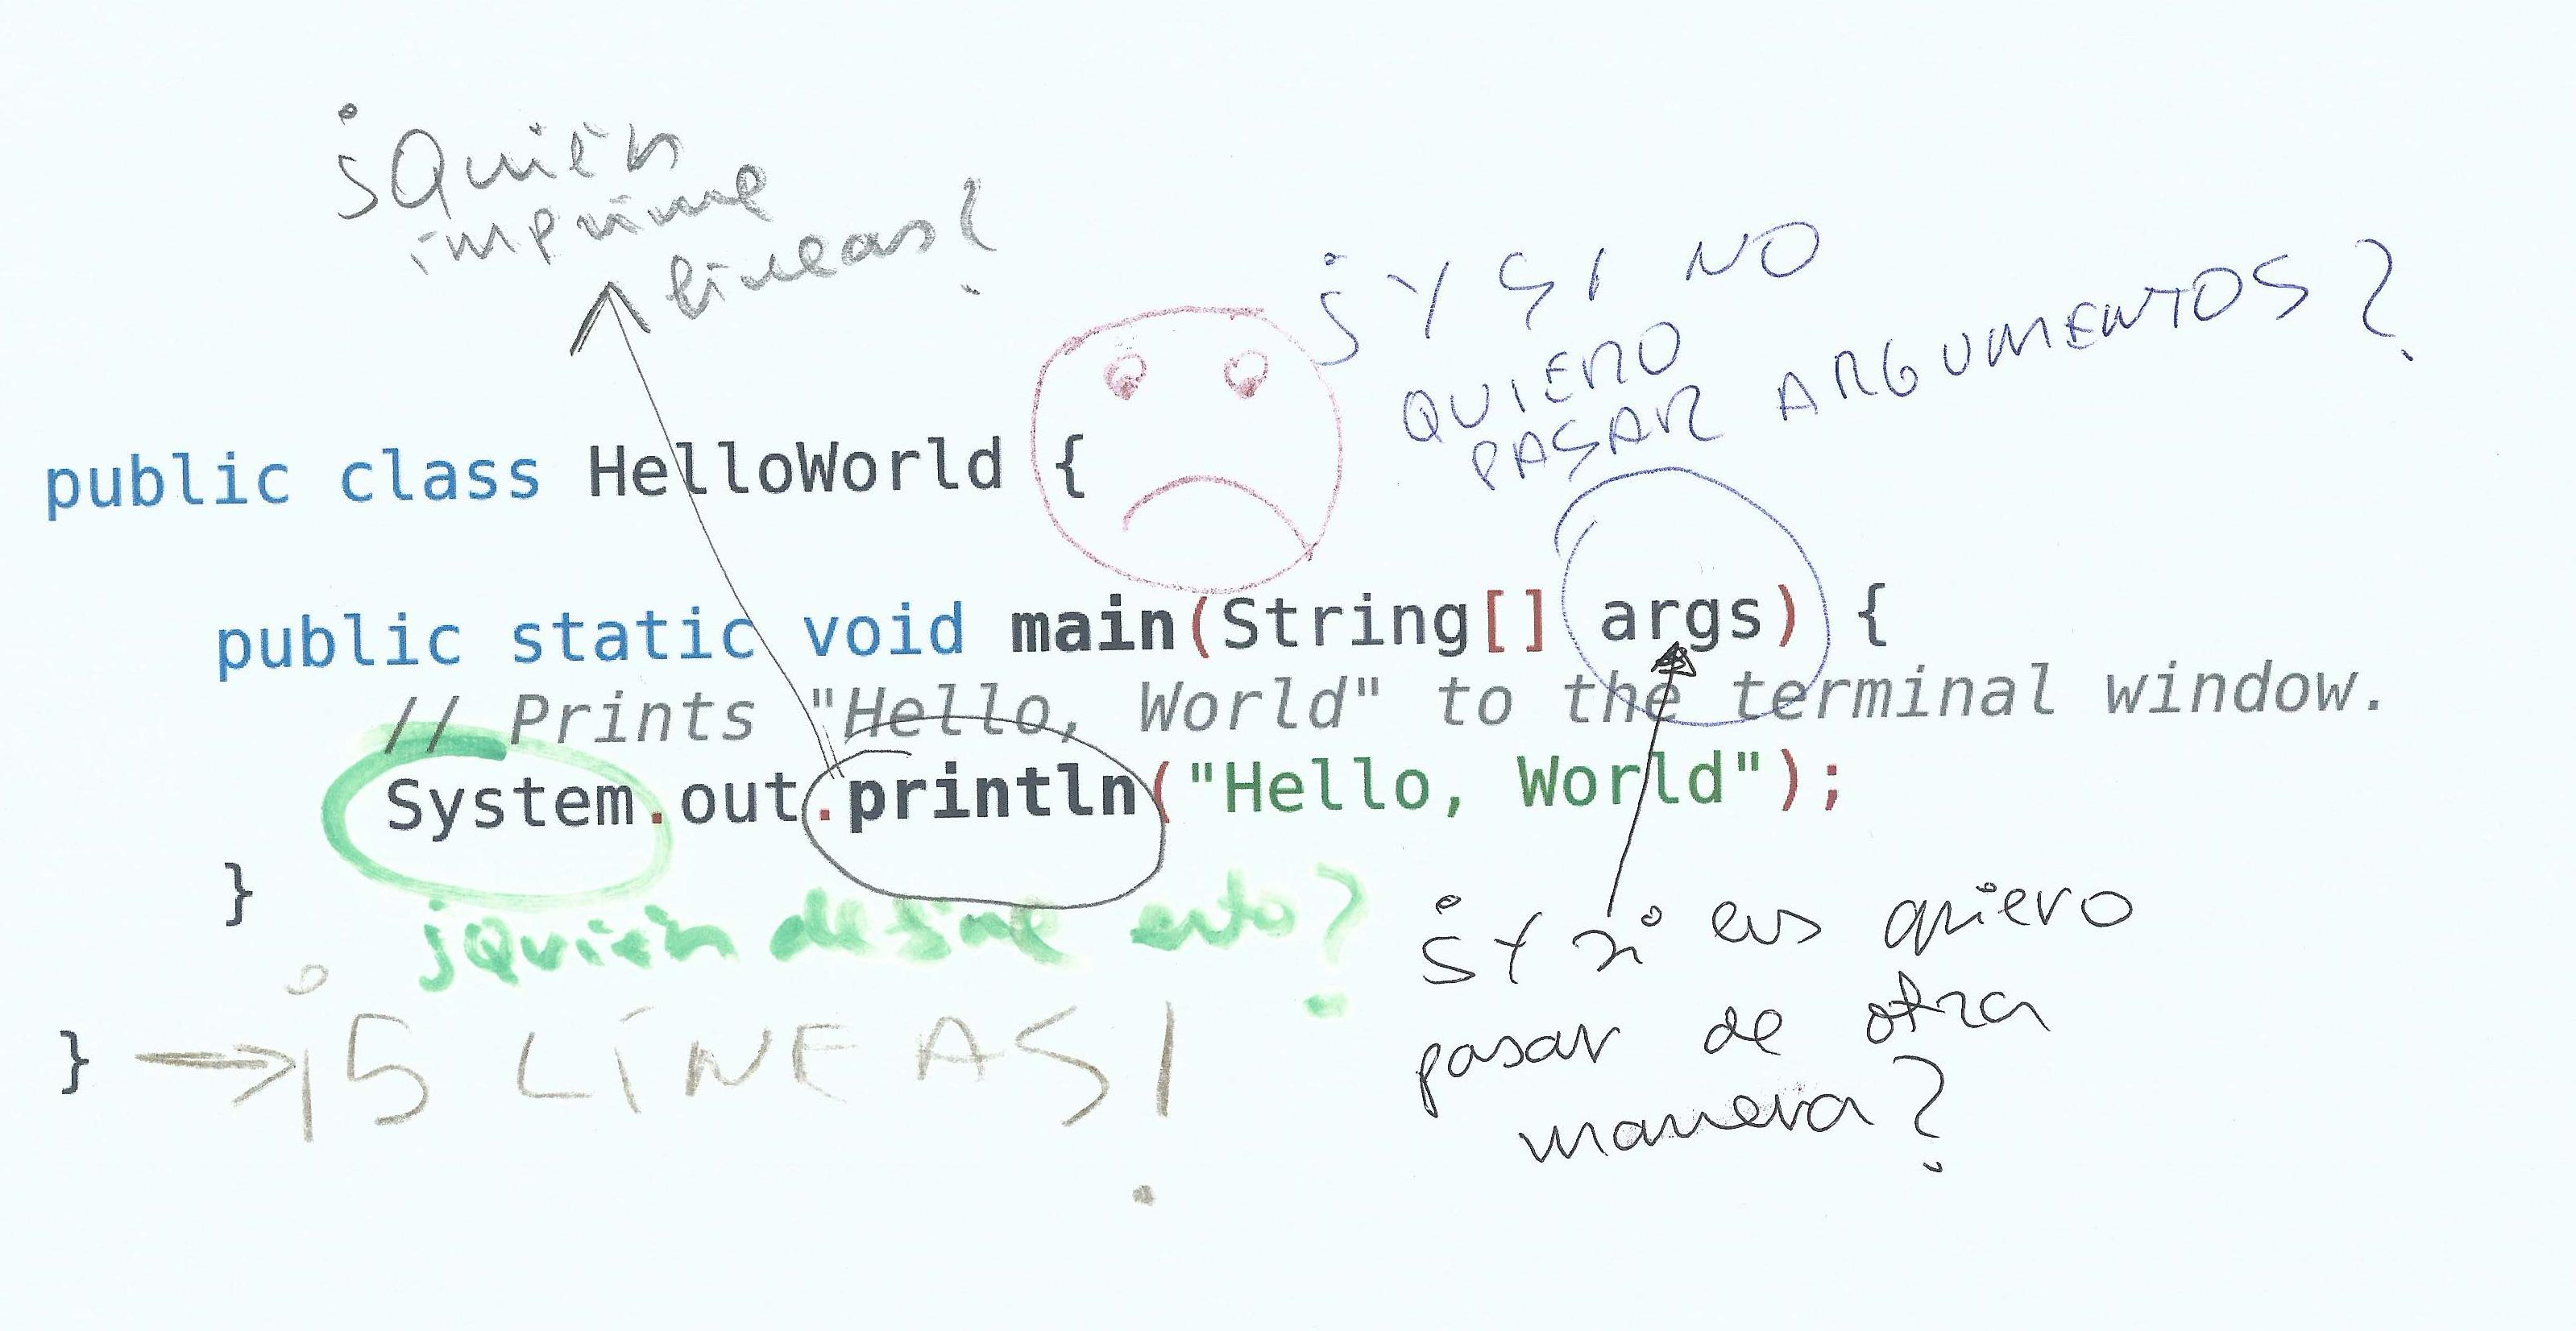 ¿Quién
imprime
líneas?
¿Y SI NO
QUIERO
PASAR ARGUMENTOS?
public class HelloWorld {
public static void main(String[] args) {
// Prints "Hello, World" to the terminal window.
System.out.println("Hello, World");
}
¿Quién define esto?
¿Y si los quiero
pasar de otra
manera?
}
¡5 LÍNEAS!